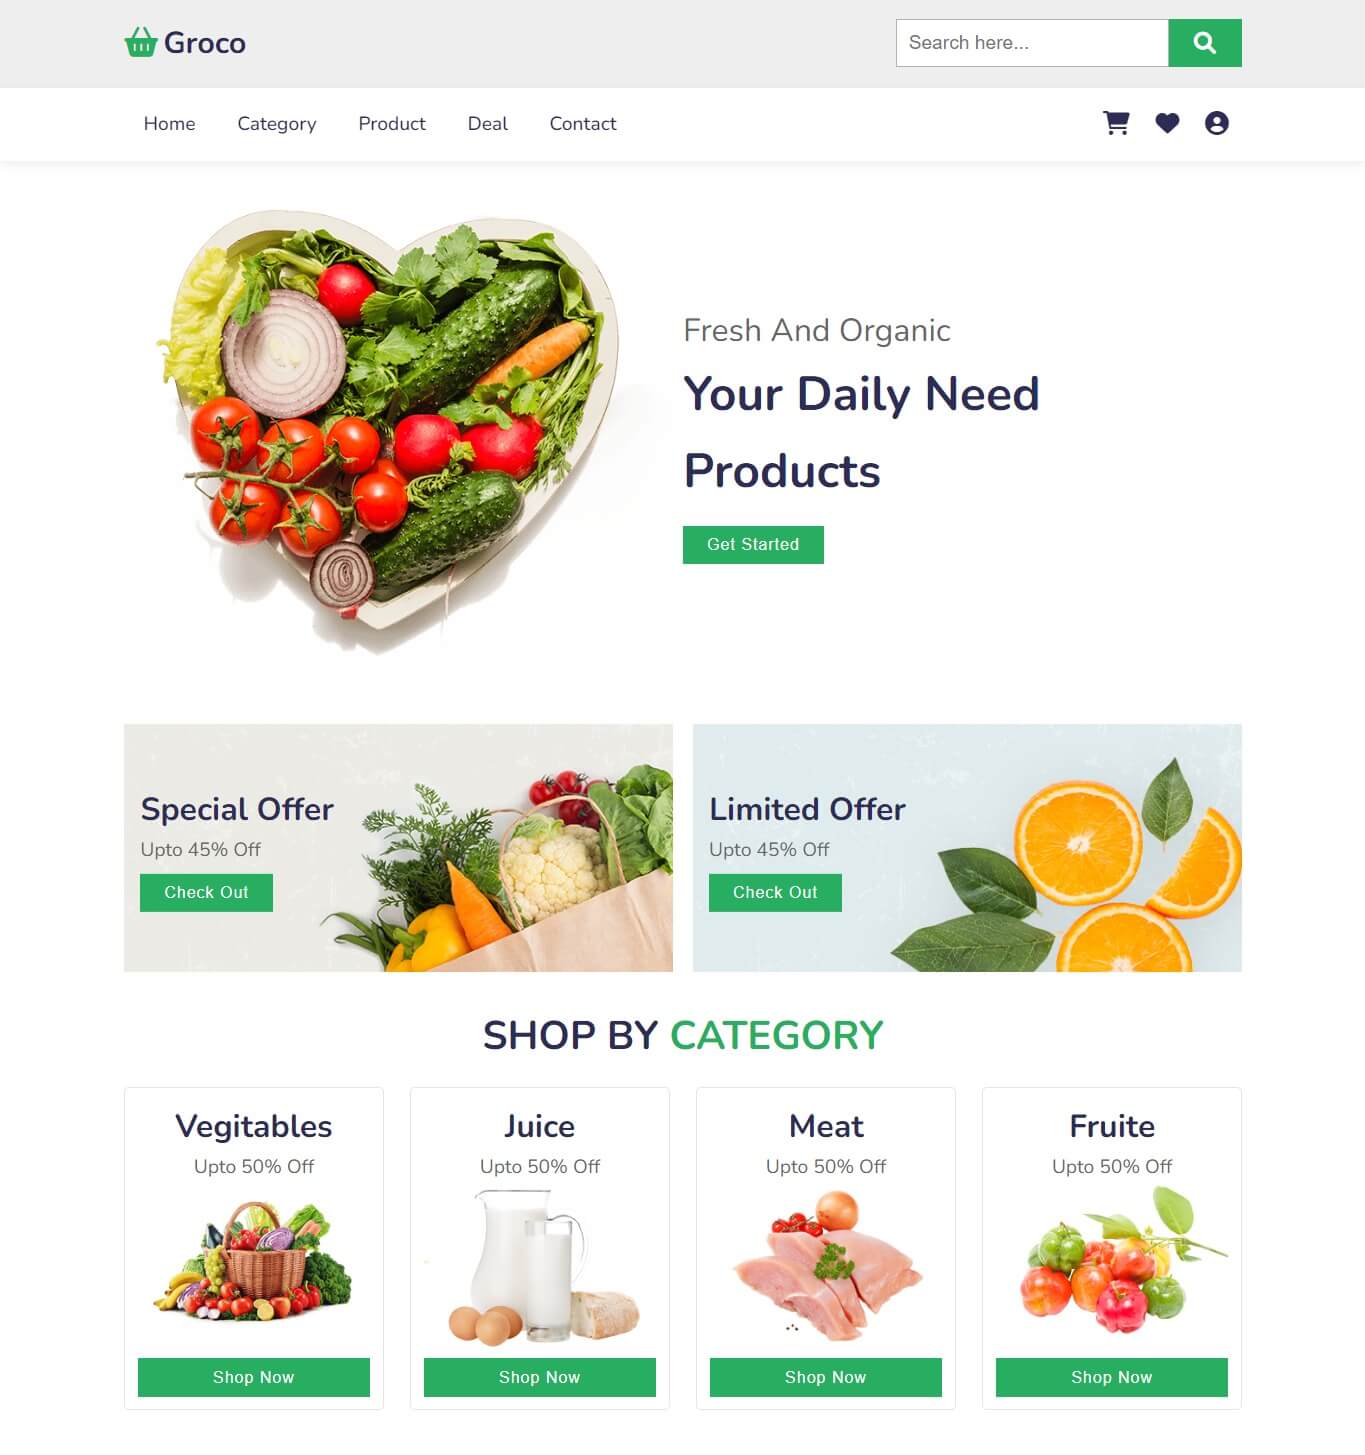 Groco
Search here...
Home Category Product Deal Contact
Fresh And Organic
Your Daily Need
Products
Get Started
Special Offer
Upto 45% Off
Check Out
Limited Offer
Upto 45% Off
Check Out
SHOP BY CATEGORY
Vegitables
Upto 50% Off
Shop Now
Juice
Upto 50% Off
Shop Now
Meat
Upto 50% Off
Shop Now
Fruite
Upto 50% Off
Shop Now